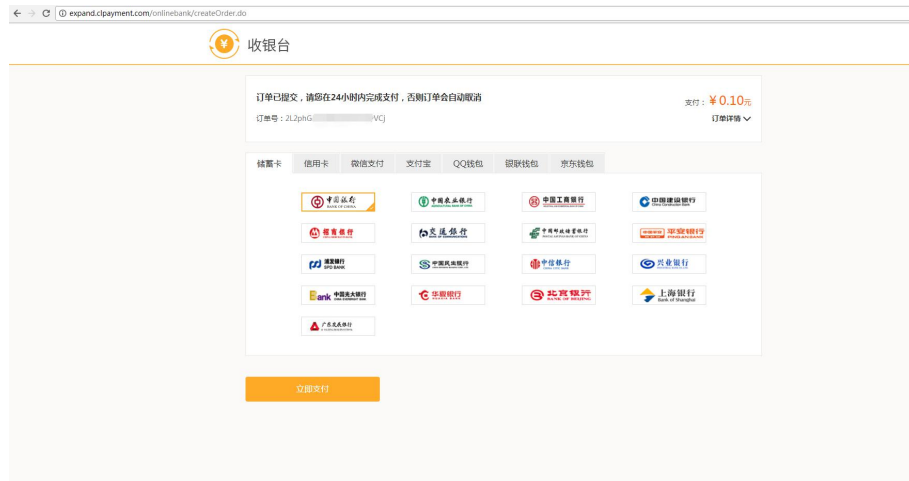 expand.clpayment.com/onlinebank/createOrder.do
收银台
订单已提交，请您在24小时内完成支付，否则订单会自动取消
支付：￥0.10元
订单号：2L2phG VCj
订单详情
储蓄卡 信用卡 微信支付 支付宝 QQ钱包 银联钱包 京东钱包
中国银行 BANK OF CHINA 中国农业银行 中国工商银行 中国建设银行 China Construction Bank
招商银行 交通银行 中国邮政储蓄银行 平安银行 PINGAN BANK
浦发银行 SPD BANK 中国民生银行 中信银行 兴业银行
Bank 中国光大银行 华夏银行 北京银行 BANK OF BEIJING 上海银行 Bank of Shanghai
广东发展银行
立即支付